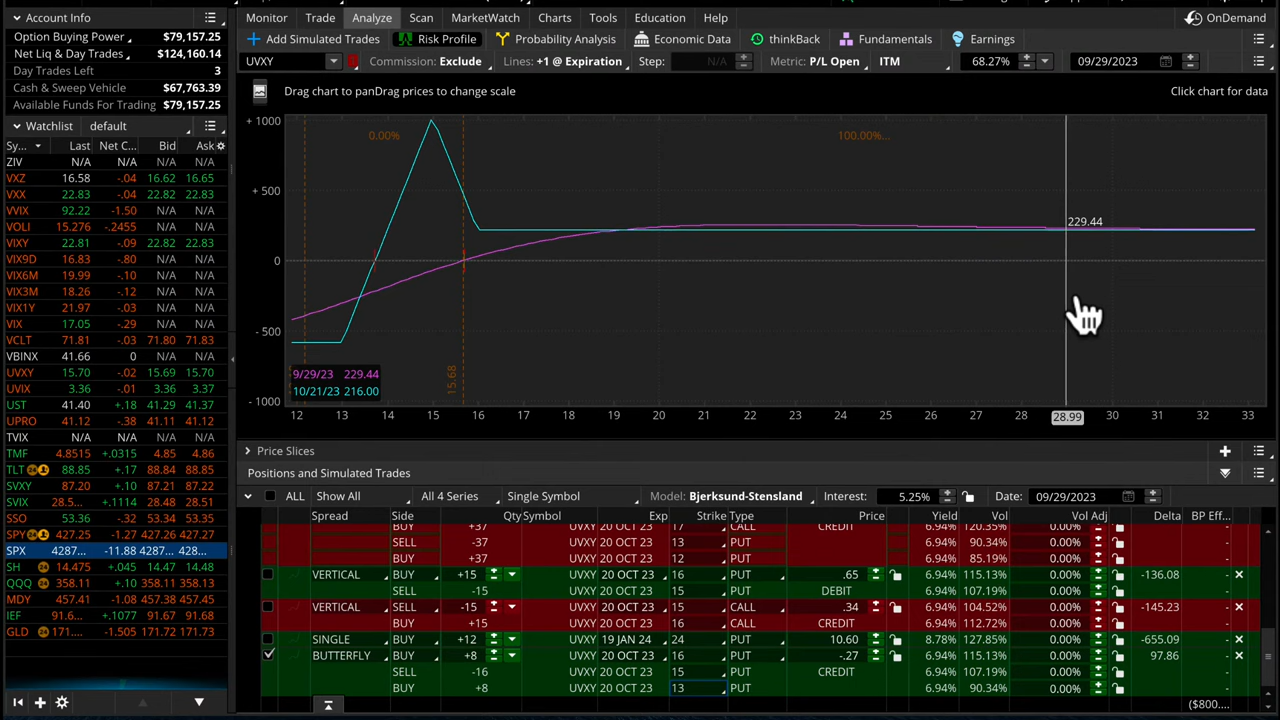 Account Info
Option Buying Power $79,157.25
Net Liq & Day Trades $124,160.14
Day Trades Left 3
Cash & Sweep Vehicle $67,763.39
Available Funds For Trading $79,157.25
Watchlist default
Sy... Last Net C... Bid Ask
ZIV N/A N/A N/A N/A
VXZ 16.58 -.04 16.62 16.65
VXX 22.83 -.04 22.82 22.83
VVIX 92.22 -1.50 N/A N/A
VOLI 15.276 -.2455 N/A N/A
VIXY 22.81 -.09 22.82 22.83
VIX9D 16.83 -.80 N/A N/A
VIX6M 19.99 -.10 N/A N/A
VIX3M 18.26 -.12 N/A N/A
VIX1Y 21.97 -.03 N/A N/A
VIX 17.05 -.29 N/A N/A
VCLT 71.81 -.03 71.80 71.83
VBINX 41.66 0 N/A N/A
UVXY 15.70 -.02 15.69 15.70
UVIX 3.36 -.01 3.36 3.36
UST 41.40 +.18 41.29 41.37
UPRO 41.12 -.38 41.11 41.12
TVIX N/A N/A N/A N/A
TMF 4.8515 +.0315 4.85 4.86
TLT 24 88.85 +.17 88.84 88.85
SVXY 87.20 +.10 87.21 87.22
SVIX 28.5... +.1114 28.48 28.51
SSO 53.36 -.32 53.34 53.35
SPY 24 427.25 -1.27 427.26 427.27
SPX 4287... -11.88 4287... 428...
SH 24 14.475 +.045 14.47 14.48
QQQ 24 358.11 +.10 358.11 358.13
MDY 457.41 -1.08 457.38 457.45
IEF 91.6... +.1077 91.67 91.68
GLD 24 171.... -1.505 171.72 171.73
Monitor Trade Analyze Scan MarketWatch Charts Tools Education Help OnDemand
Add Simulated Trades Risk Profile Probability Analysis Economic Data thinkBack Fundamentals Earnings
UVXY Commission: Exclude Lines: +1 @ Expiration Step: N/A Metric: P/L Open ITM 68.27% 09/29/2023
Drag chart to panDrag prices to change scale Click chart for data
+ 1000
0.00% 100.00%...
+ 500
229.44
0
- 500
15.68
9/29/23 229.44
10/21/23 216.00
- 1000
12 13 14 15 16 17 18 19 20 21 22 23 24 25 26 27 28 28.99 30 31 32 33
Price Slices
Positions and Simulated Trades
ALL Show All All 4 Series Single Symbol Model: Bjerksund-Stensland Interest: 5.25% Date: 09/29/2023
Spread Side Qty Symbol Exp Strike Type Price Yield Vol Vol Adj Delta BP Eff...
BUY +37 UVXY 20 OCT 23 17 CALL CREDIT 6.94% 120.35% 0.00% -
SELL -37 UVXY 20 OCT 23 13 PUT 6.94% 90.34% 0.00% -
BUY +37 UVXY 20 OCT 23 12 PUT 6.94% 85.19% 0.00% -
VERTICAL BUY +15 UVXY 20 OCT 23 16 PUT .65 6.94% 115.13% 0.00% -136.08 -
SELL -15 UVXY 20 OCT 23 15 PUT DEBIT 6.94% 107.19% 0.00% -
VERTICAL SELL -15 UVXY 20 OCT 23 15 CALL .34 6.94% 104.52% 0.00% -145.23 -
BUY +15 UVXY 20 OCT 23 16 CALL CREDIT 6.94% 112.72% 0.00% -
SINGLE BUY +12 UVXY 19 JAN 24 24 PUT 10.60 8.78% 127.85% 0.00% -655.09 -
BUTTERFLY BUY +8 UVXY 20 OCT 23 16 PUT -.27 6.94% 115.13% 0.00% 97.86 -
SELL -16 UVXY 20 OCT 23 15 PUT CREDIT 6.94% 107.19% 0.00% -
BUY +8 UVXY 20 OCT 23 13 PUT 6.94% 90.34% 0.00% -
($800....